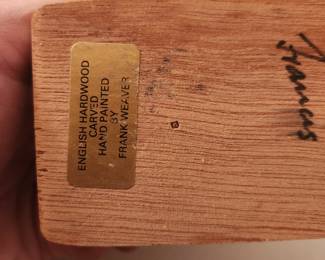 ENGLISH HARDWOOD
CARVED
HAND PAINTED
BY
FRANK WEAVER
Frances